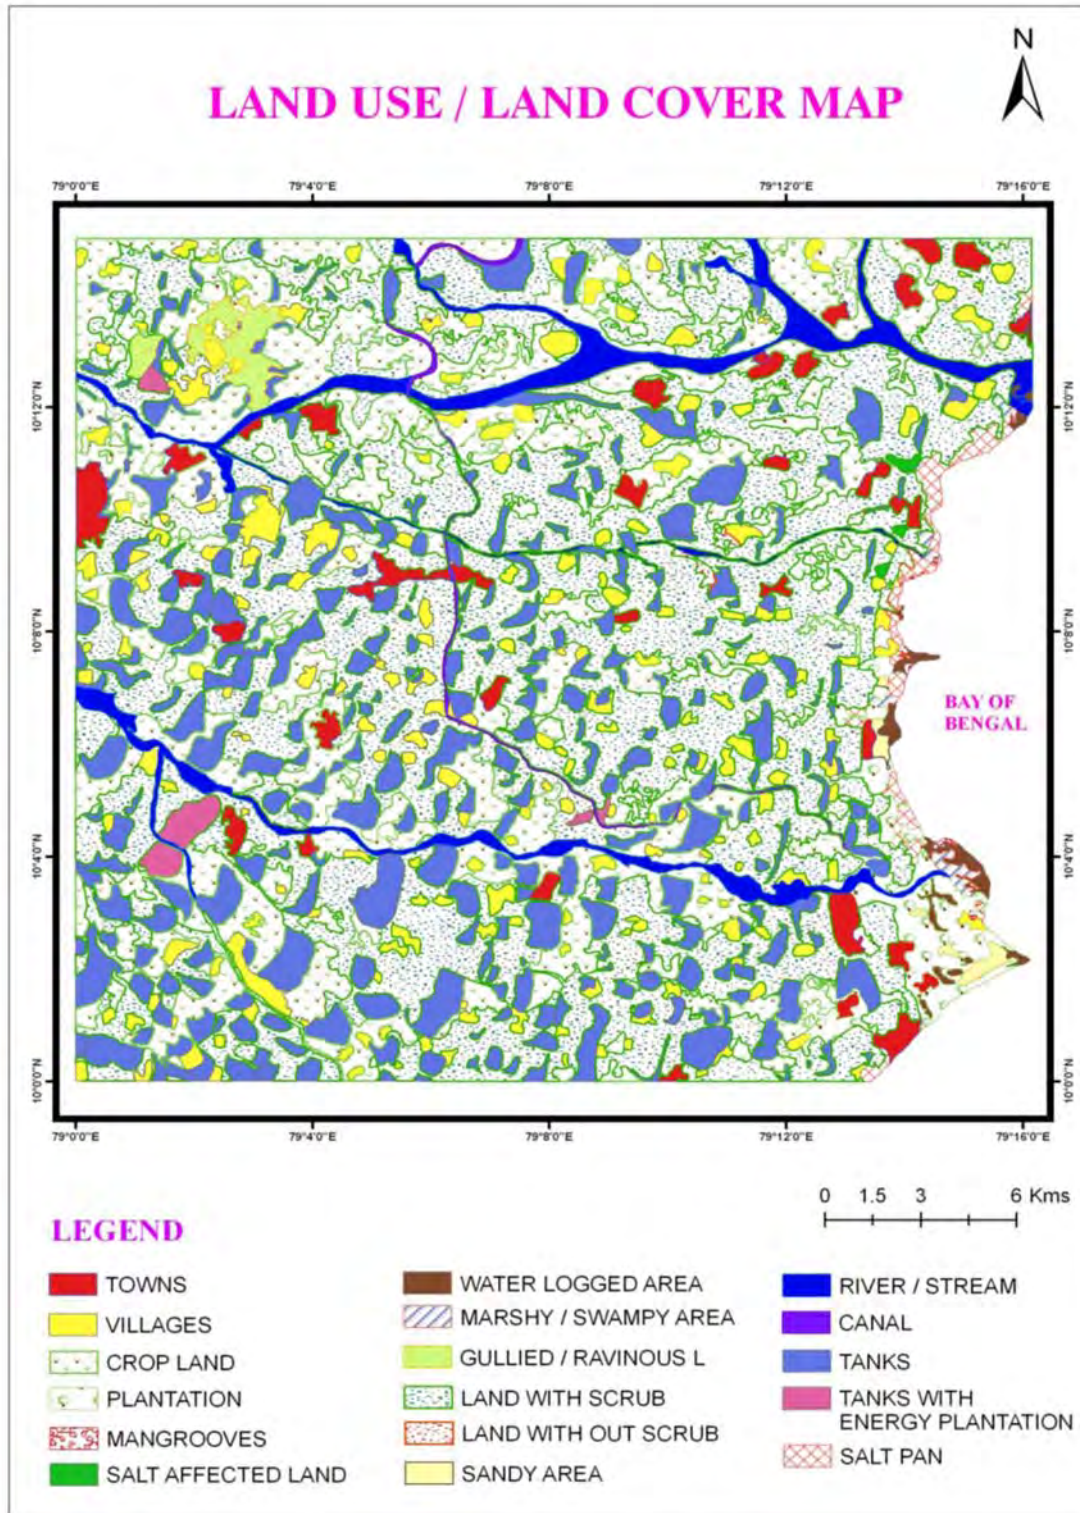 N
LAND USE / LAND COVER MAP
79°0'0"E 79°4'0"E 79°8'0"E 79°12'0"E 79°16'0"E
10°12'0"N 10°12'0"N
10°8'0"N 10°8'0"N
BAY OF
BENGAL
10°4'0"N 10°4'0"N
10°0'0"N 10°0'0"N
79°0'0"E 79°4'0"E 79°8'0"E 79°12'0"E 79°16'0"E
0 1.5 3 6 Kms
LEGEND
TOWNS
VILLAGES
CROP LAND
PLANTATION
MANGROOVES
SALT AFFECTED LAND
WATER LOGGED AREA
MARSHY / SWAMPY AREA
GULLIED / RAVINOUS L
LAND WITH SCRUB
LAND WITH OUT SCRUB
SANDY AREA
RIVER / STREAM
CANAL
TANKS
TANKS WITH
ENERGY PLANTATION
SALT PAN